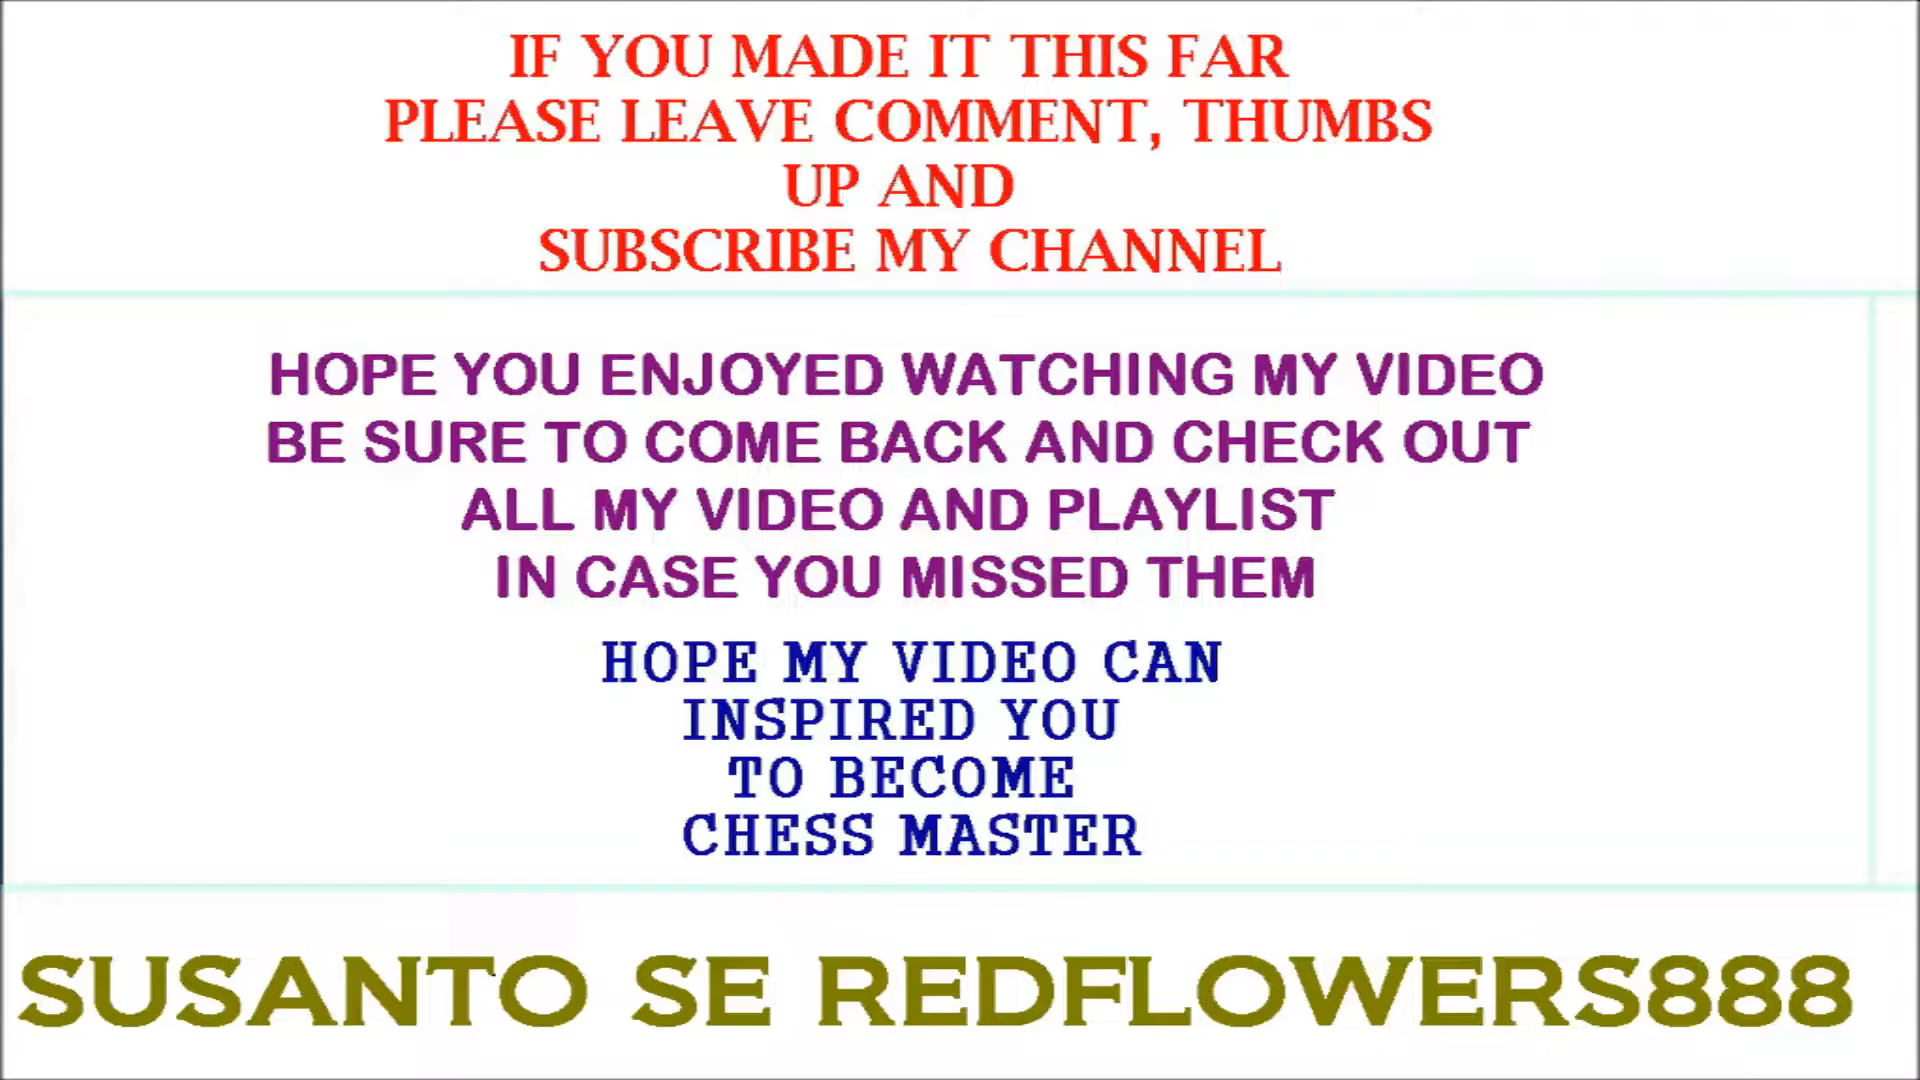 IF YOU MADE IT THIS FAR
PLEASE LEAVE COMMENT, THUMBS
UP AND
SUBSCRIBE MY CHANNEL
HOPE YOU ENJOYED WATCHING MY VIDEO
BE SURE TO COME BACK AND CHECK OUT
ALL MY VIDEO AND PLAYLIST
IN CASE YOU MISSED THEM
HOPE MY VIDEO CAN
INSPIRED YOU
TO BECOME
CHESS MASTER
SUSANTO SE REDFLOWERS888